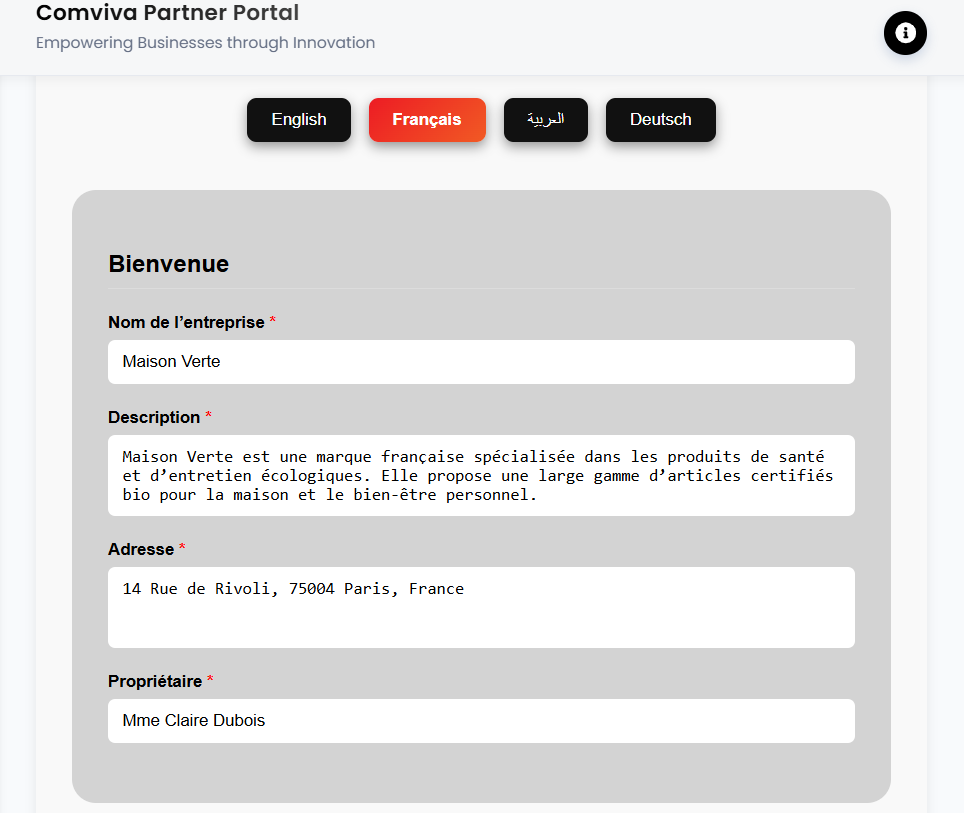 Comviva Partner Portal
Empowering Businesses through Innovation
English
Français
العربية
Deutsch
Bienvenue
Nom de l’entreprise *
Maison Verte
Description *
Maison Verte est une marque française spécialisée dans les produits de santé
et d’entretien écologiques. Elle propose une large gamme d’articles certifiés
bio pour la maison et le bien-être personnel.
Adresse *
14 Rue de Rivoli, 75004 Paris, France
Propriétaire *
Mme Claire Dubois